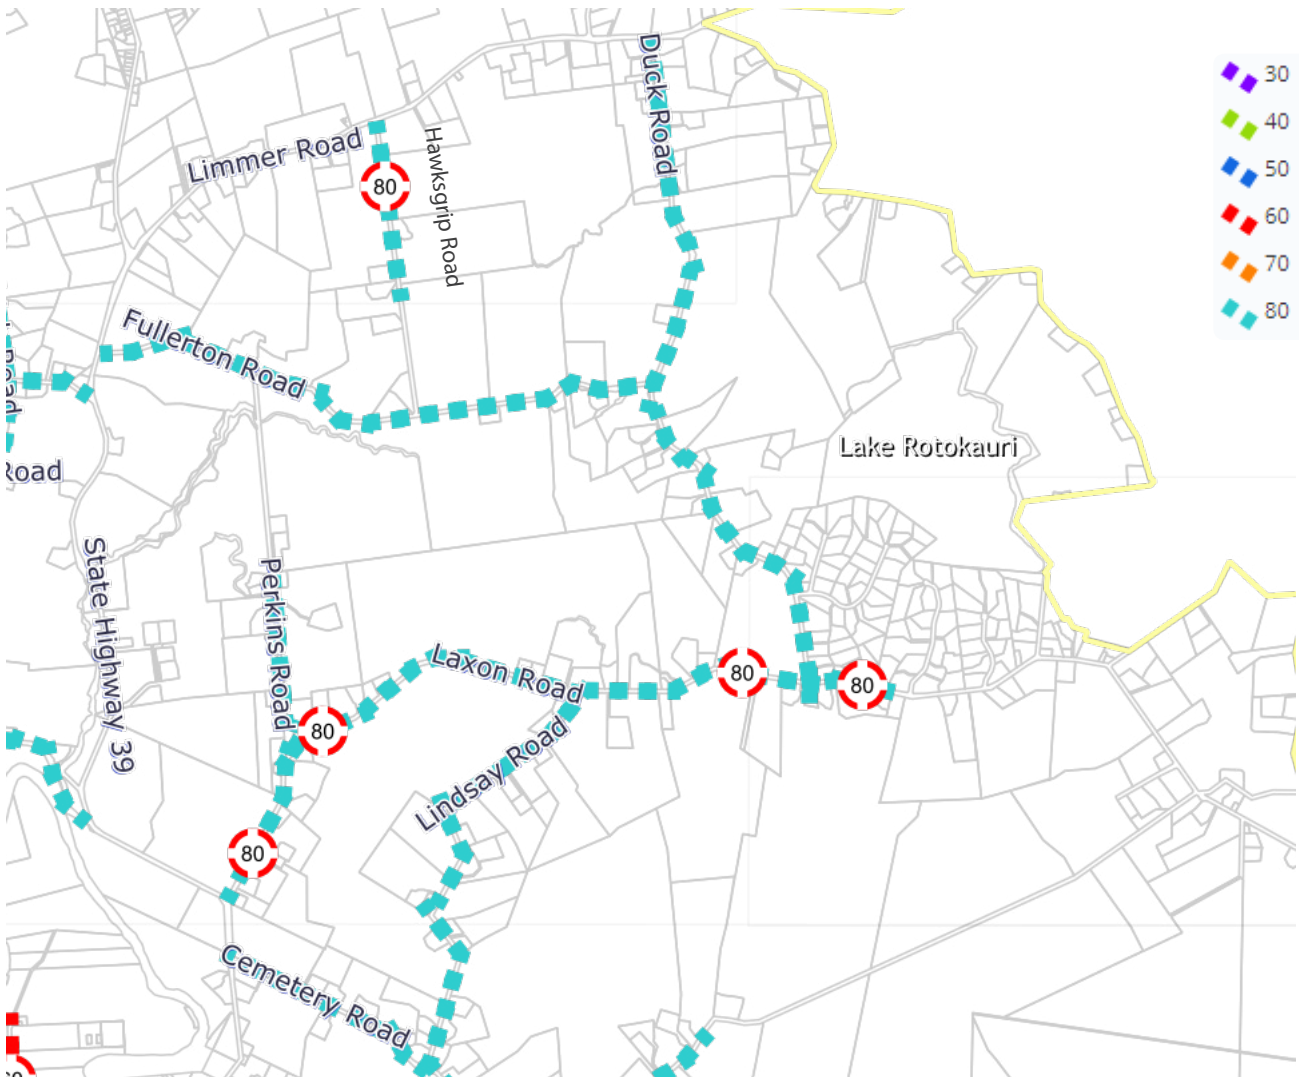 Duck Road
30
40
50
60
70
80
Limmer Road
Hawksgrip Road
80
Fullerton Road
Road
Lake Rotokauri
State Highway 39
Perkins Road
Laxon Road
80
80
80
Lindsay Road
80
Cemetery Road